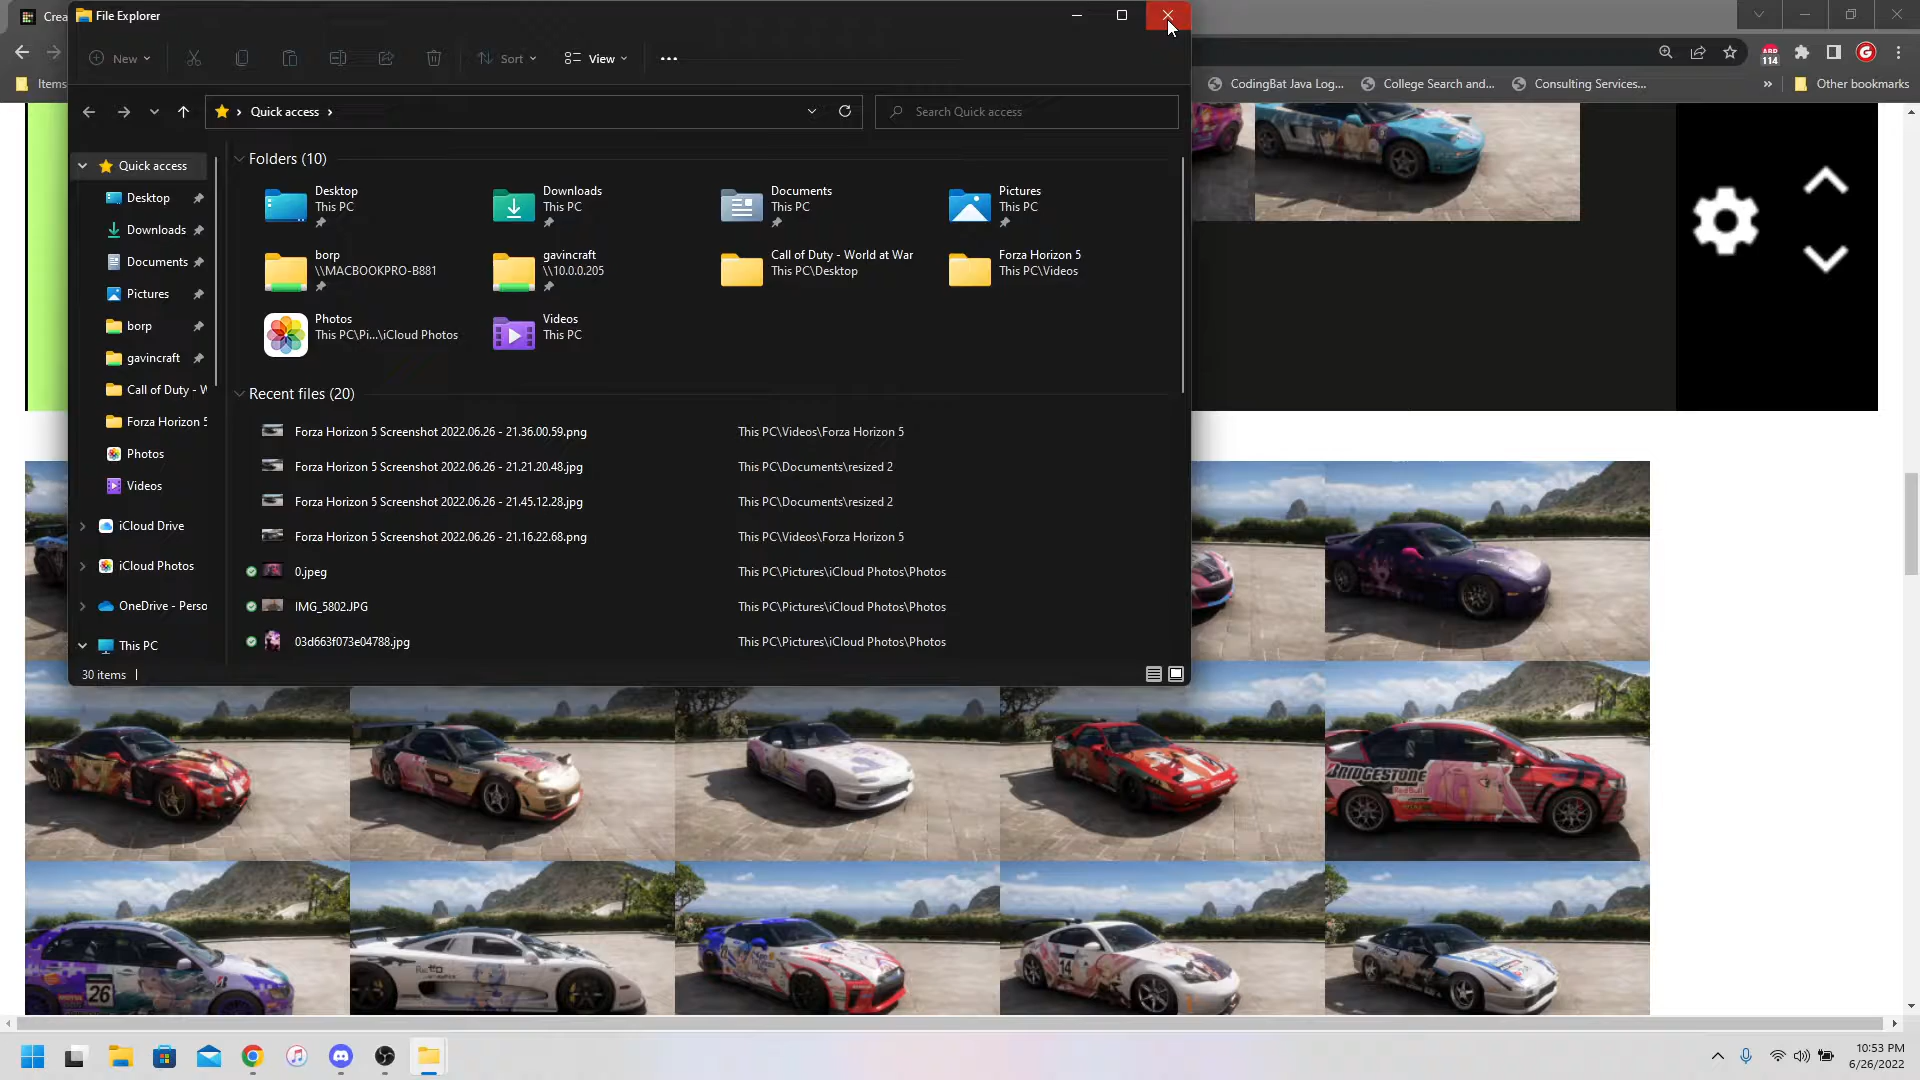 Crea
File Explorer
New
Sort
View
Items
CodingBat Java Log...
College Search and...
Consulting Services...
Other bookmarks
ABP
114
G
Quick access
Search Quick access
Quick access
Desktop
Downloads
Documents
Pictures
borp
gavincraft
Call of Duty - W
Forza Horizon 5
Photos
Videos
iCloud Drive
iCloud Photos
OneDrive - Perso
This PC
Folders (10)
Desktop
This PC
Downloads
This PC
Documents
This PC
Pictures
This PC
borp
\\MACBOOKPRO-B881
gavincraft
\\10.0.0.205
Call of Duty - World at War
This PC\Desktop
Forza Horizon 5
This PC\Videos
Photos
This PC\Pi...\iCloud Photos
Videos
This PC
Recent files (20)
Forza Horizon 5 Screenshot 2022.06.26 - 21.36.00.59.png This PC\Videos\Forza Horizon 5
Forza Horizon 5 Screenshot 2022.06.26 - 21.21.20.48.jpg This PC\Documents\resized 2
Forza Horizon 5 Screenshot 2022.06.26 - 21.45.12.28.jpg This PC\Documents\resized 2
Forza Horizon 5 Screenshot 2022.06.26 - 21.16.22.68.png This PC\Videos\Forza Horizon 5
0.jpeg This PC\Pictures\iCloud Photos\Photos
IMG_5802.JPG This PC\Pictures\iCloud Photos\Photos
03d663f073e04788.jpg This PC\Pictures\iCloud Photos\Photos
30 items
BRIDGESTONE
Red Bull
26
14
10:53 PM
6/26/2022